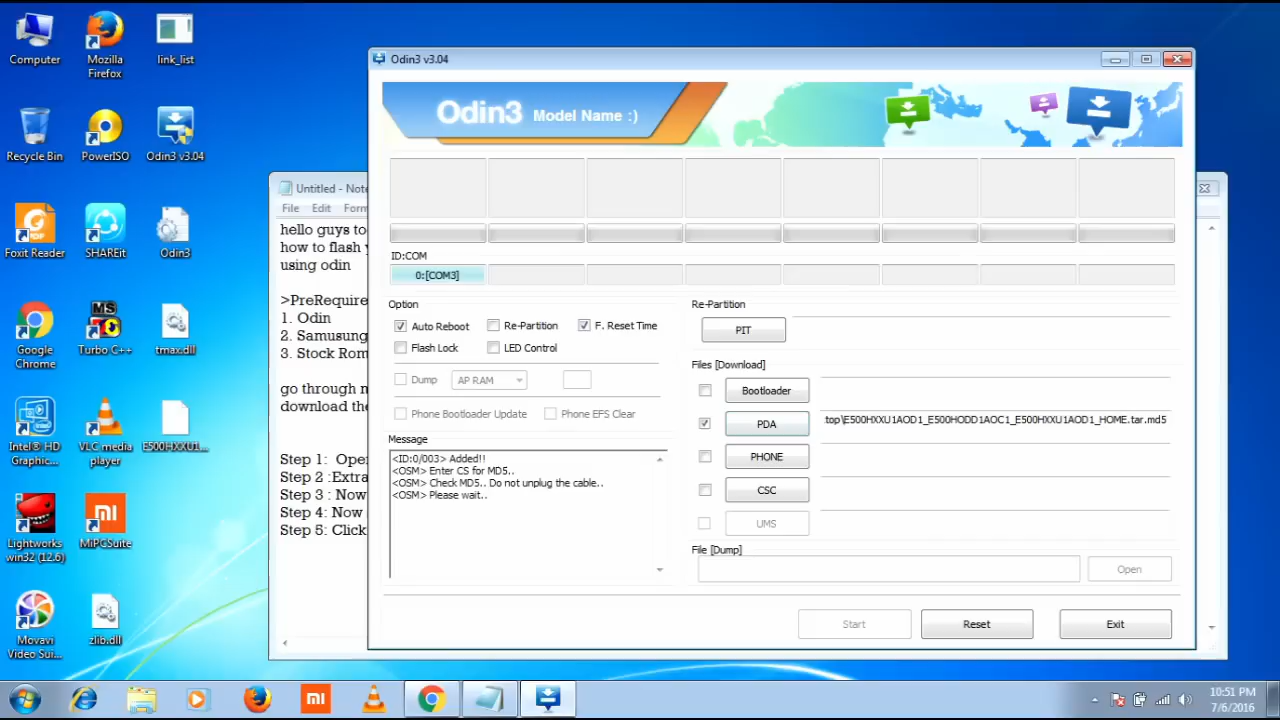 Computer
Mozilla
Firefox
link_list
Recycle Bin
PowerISO
Odin3 v3.04
Foxit Reader
SHAREit
Odin3
Google
Chrome
Turbo C++
tmax.dll
Intel® HD
Graphic...
VLC media
player
E500HXXU1...
Lightworks
win32 (12.6)
MiPCSuite
Movavi
Video Sui...
zlib.dll
Untitled - Note
File Edit Form
hello guys to
how to flash y
using odin
>PreRequire
1. Odin
2. Samusung
3. Stock Rom
go through m
download the
Step 1: Oper
Step 2 :Extra
Step 3 : Now
Step 4: Now
Step 5: Click
Odin3 v3.04
Odin3 Model Name :)
ID:COM
0:[COM3]
Option
Auto Reboot Re-Partition F. Reset Time
Flash Lock LED Control
Dump AP RAM
Phone Bootloader Update Phone EFS Clear
Message
<ID:0/003> Added!!
<OSM> Enter CS for MD5..
<OSM> Check MD5.. Do not unplug the cable..
<OSM> Please wait..
Re-Partition
PIT
Files [Download]
Bootloader
PDA top\E500HXXU1AOD1_E500HODD1AOC1_E500HXXU1AOD1_HOME.tar.md5
PHONE
CSC
UMS
File [Dump]
Open
Start Reset Exit
10:51 PM
7/6/2016